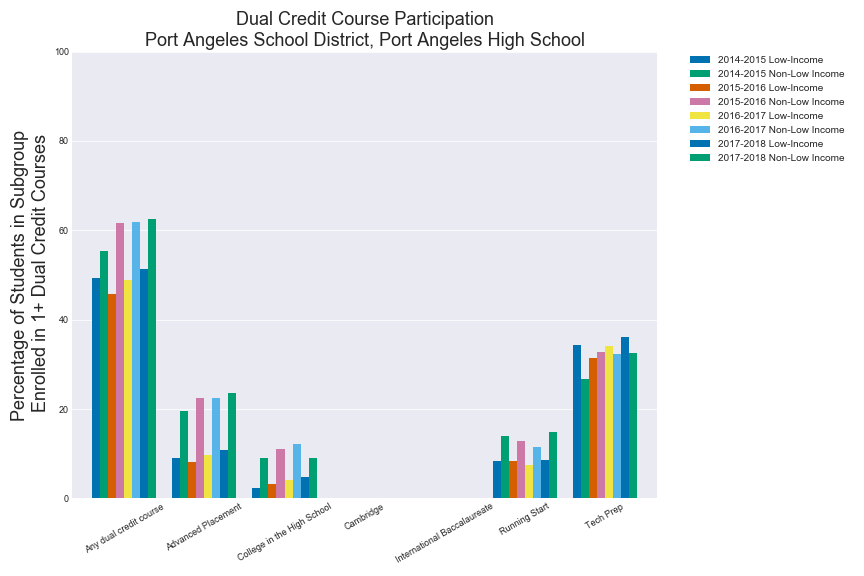 Dual Credit Course Participation
Port Angeles School District, Port Angeles High School
Percentage of Students in Subgroup
Enrolled in 1+ Dual Credit Courses
100
80
60
40
20
0
Any dual credit course
Advanced Placement
College in the High School
Cambridge
International Baccalaureate
Running Start
Tech Prep
2014-2015 Low-Income
2014-2015 Non-Low Income
2015-2016 Low-Income
2015-2016 Non-Low Income
2016-2017 Low-Income
2016-2017 Non-Low Income
2017-2018 Low-Income
2017-2018 Non-Low Income